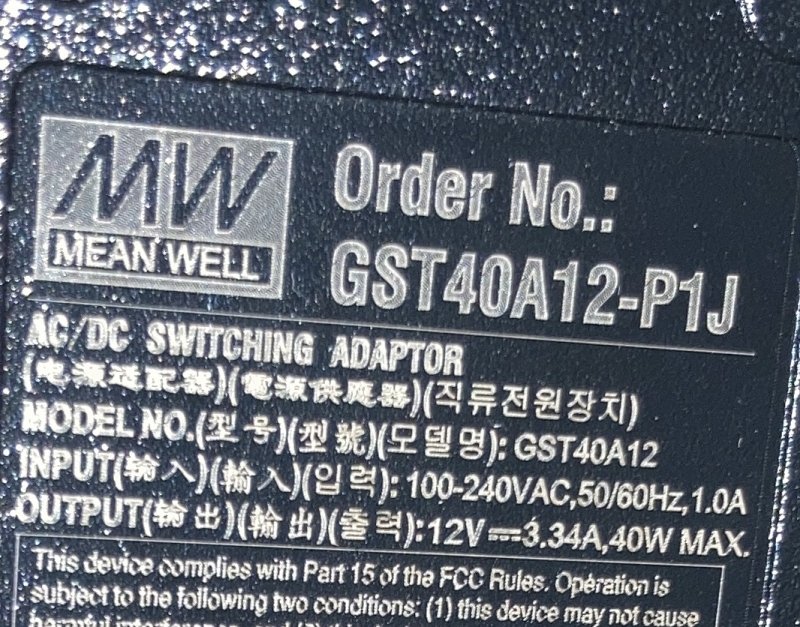 MW
MEAN WELL
Order No.:
GST40A12-P1J
AC/DC SWITCHING ADAPTOR
(电源适配器)(電源供應器)(직류전원장치)
MODEL NO.(型号)(型號)(모델명): GST40A12
INPUT(输入)(輸入)(입력): 100-240VAC,50/60Hz,1.0A
OUTPUT(输出)(輸出)(출력):12V⎓3.34A,40W MAX.
This device complies with Part 15 of the FCC Rules. Operation is
subject to the following two conditions: (1) this device may not cause